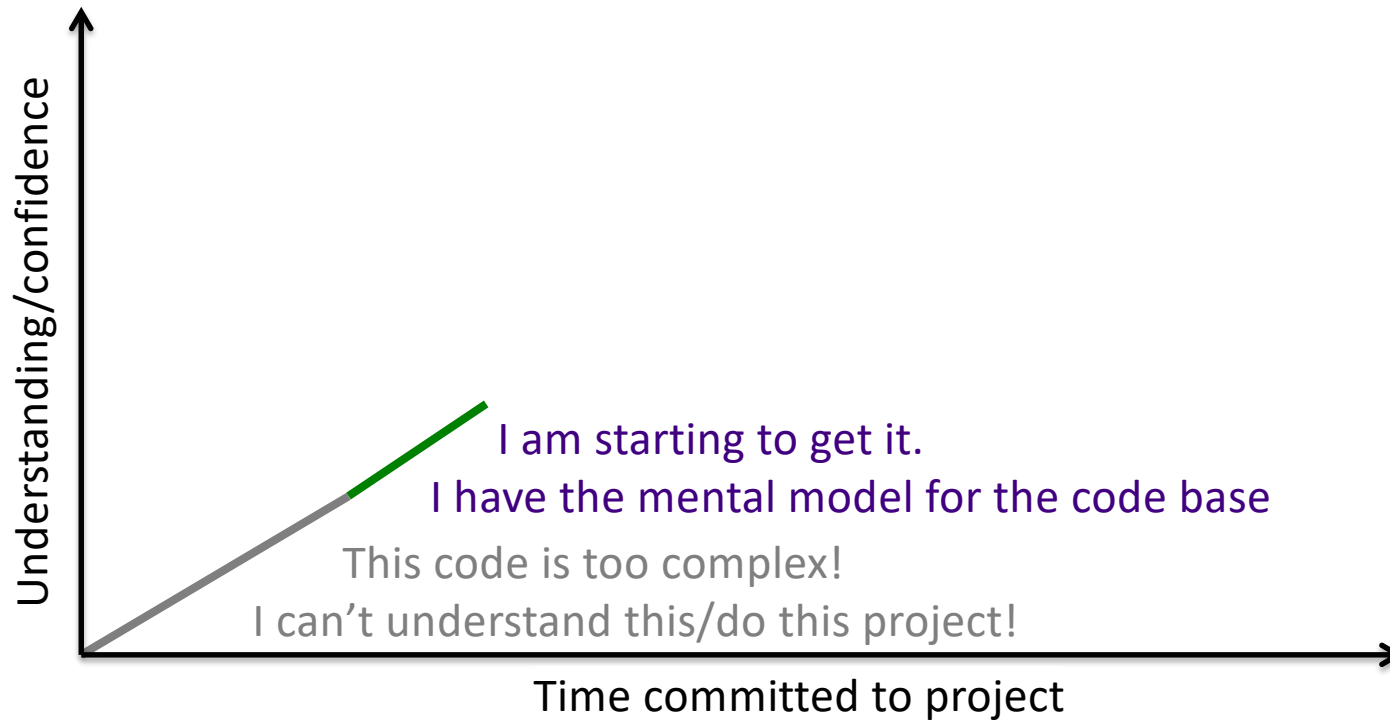 Understanding/confidence
I am starting to get it.
I have the mental model for the code base
This code is too complex!
I can’t understand this/do this project!
Time committed to project